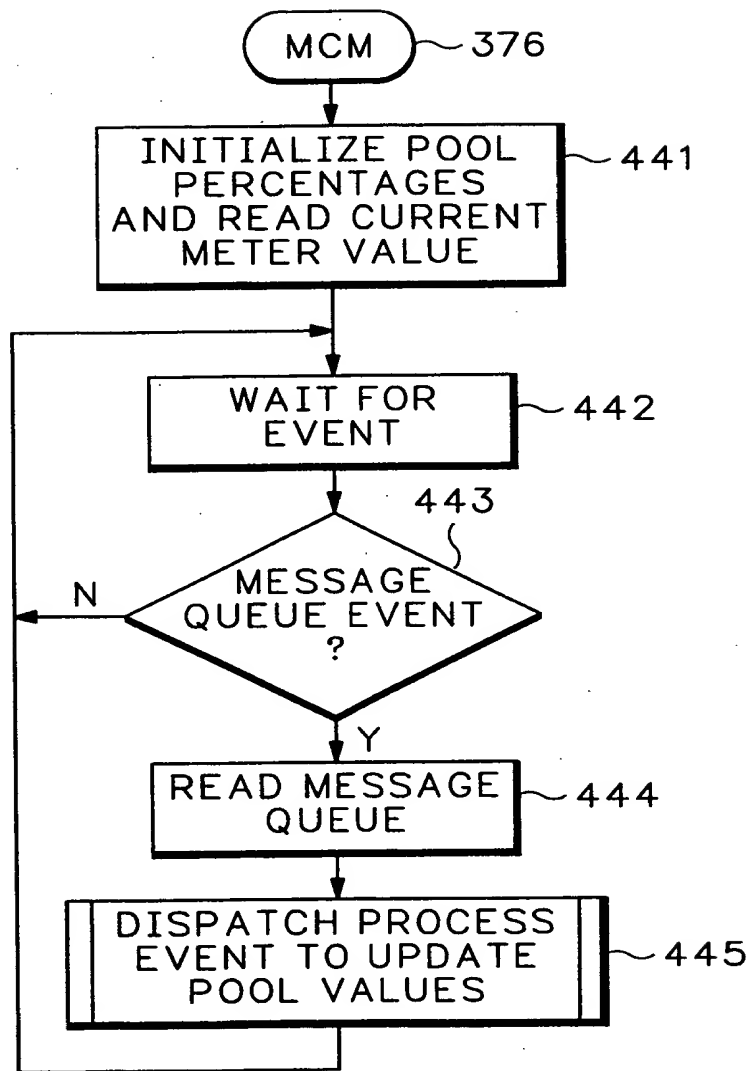 MCM
376
INITIALIZE POOL
PERCENTAGES
AND READ CURRENT
METER VALUE
441
WAIT FOR
EVENT
442
443
MESSAGE
QUEUE EVENT
?
N
Y
READ MESSAGE
QUEUE
444
DISPATCH PROCESS
EVENT TO UPDATE
POOL VALUES
445